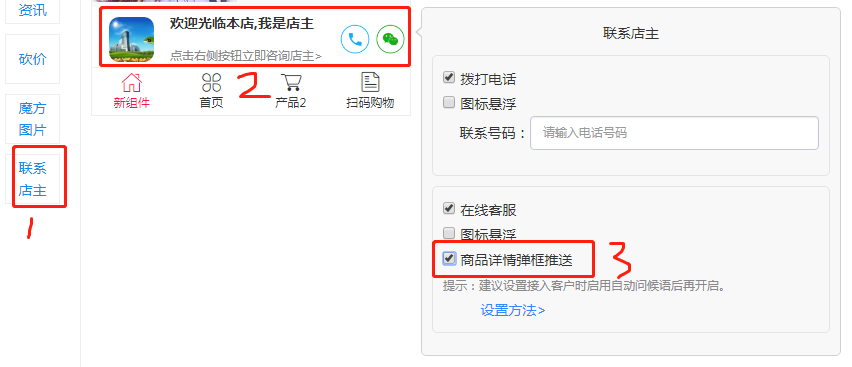 资讯
砍价
魔方
图片
联系
店主
1
欢迎光临本店,我是店主
点击右侧按钮立即咨询店主>
新组件
首页
产品2
扫码购物
2
联系店主
拨打电话
图标悬浮
联系号码：
请输入电话号码
在线客服
图标悬浮
商品详情弹框推送
3
提示：建议设置接入客户时启用自动问候语后再开启。
设置方法>